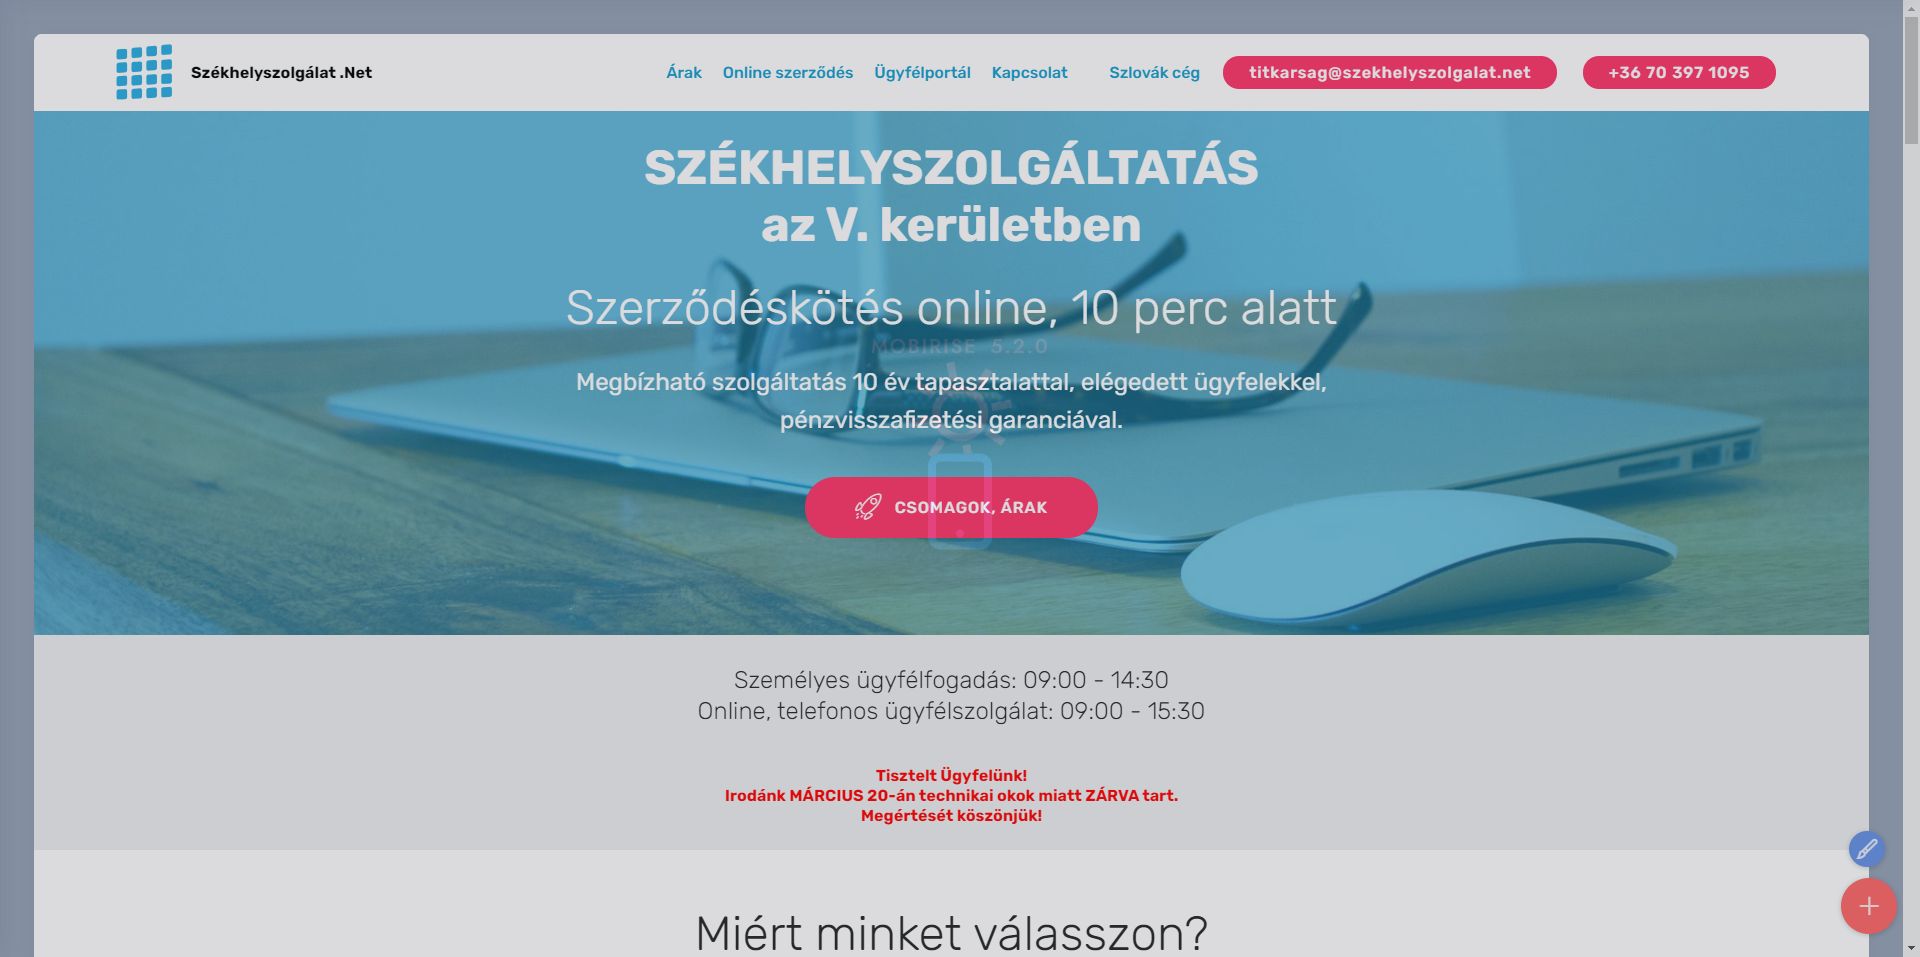 Székhelyszolgálat .Net
Árak
Online szerződés
Ügyfélportál
Kapcsolat
Szlovák cég
titkarsag@szekhelyszolgalat.net
+36 70 397 1095
SZÉKHELYSZOLGÁLTATÁS
az V. kerületben
Szerződéskötés online, 10 perc alatt
MOBIRISE 5.2.0
Megbízható szolgáltatás 10 év tapasztalattal, elégedett ügyfelekkel,
pénzvisszafizetési garanciával.
CSOMAGOK, ÁRAK
Személyes ügyfélfogadás: 09:00 - 14:30
Online, telefonos ügyfélszolgálat: 09:00 - 15:30
Tisztelt Ügyfelünk!
Irodánk MÁRCIUS 20-án technikai okok miatt ZÁRVA tart.
Megértését köszönjük!
Miért minket válasszon?